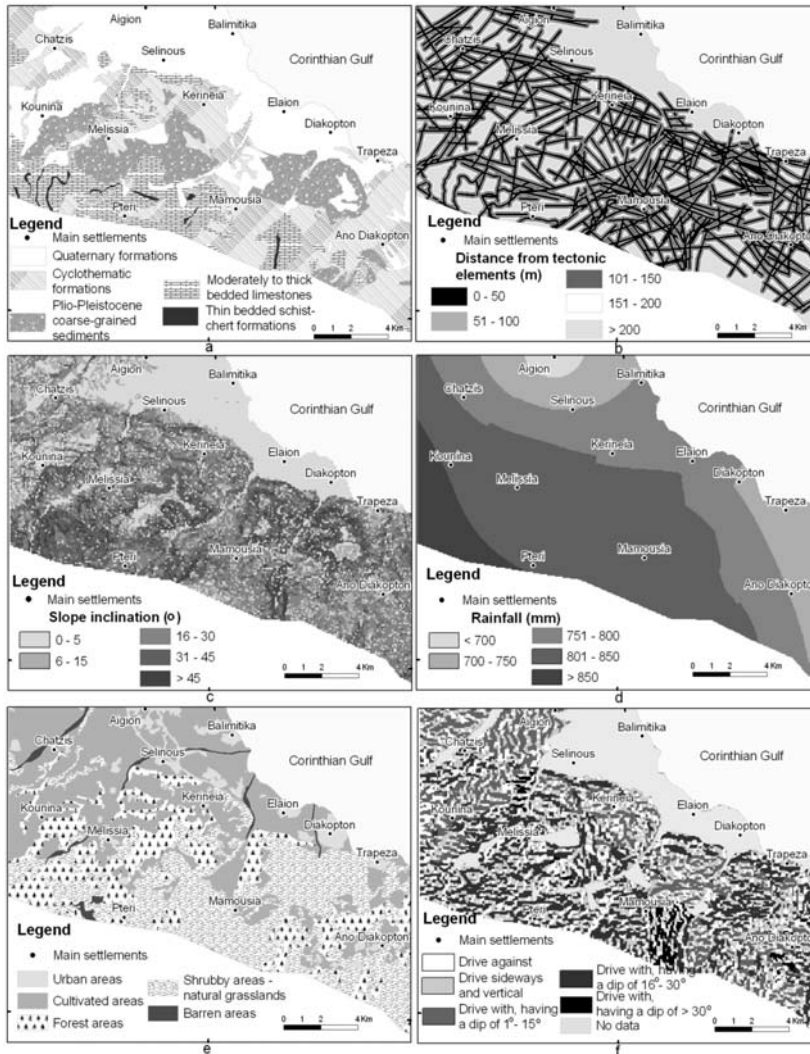 Aigion
Balimitika
Chatzis
Selinous
Corinthian Gulf
Kerineia
Kounina
Elaion
Melissia
Diakopton
Trapeza
Pteri
Mamousia
Ano Diakopton
Legend
Main settlements
Quaternary formations
Cyclothematic
formations
Plio-Pleistocene
coarse-grained
sediments
Moderately to thick
bedded limestones
Thin bedded schist-
chert formations
0 1 2 4 Km
a
Aigion
Balimitika
Chatzis
Selinous
Corinthian Gulf
Kounina
Kerineia
Elaion
Melissia
Diakopton
Trapeza
Pteri
Mamousia
Ano Diakopton
Legend
Main settlements
Distance from tectonic
elements (m)
0 - 50
51 - 100
101 - 150
151 - 200
> 200
0 1 2 4 Km
b
Aigion
Balimitika
Chatzis
Selinous
Corinthian Gulf
Kerineia
Kounina
Elaion
Melissia
Diakopton
Trapeza
Pteri
Mamousia
Ano Diakopton
Legend
Main settlements
Slope inclination (o)
0 - 5
6 - 15
16 - 30
31 - 45
> 45
0 1 2 4 Km
c
Aigion
Balimitika
Chatzis
Selinous
Corinthian Gulf
Kerineia
Kounina
Elaion
Melissia
Diakopton
Trapeza
Pteri
Mamousia
Ano Diakopton
Legend
Main settlements
Rainfall (mm)
< 700
700 - 750
751 - 800
801 - 850
> 850
0 1 2 4 Km
d
Aigion
Balimitika
Chatzis
Selinous
Corinthian Gulf
Kounina
Kerineia
Elaion
Melissia
Diakopton
Trapeza
Pteri
Mamousia
Ano Diakopton
Legend
Main settlements
Urban areas
Cultivated areas
Forest areas
Shrubby areas -
natural grasslands
Barren areas
0 1 2 4 Km
e
Aigion
Balimitika
Chatzis
Selinous
Corinthian Gulf
Kounina
Kerineia
Elaion
Melissia
Diakopton
Trapeza
Pteri
Mamousia
Ano Diakopton
Legend
Main settlements
Drive against
Drive sideways
and vertical
Drive with, having
a dip of 1°- 15°
Drive with, having
a dip of 16°- 30°
Drive with,
having a dip of > 30°
No data
0 1 2 4 Km
f